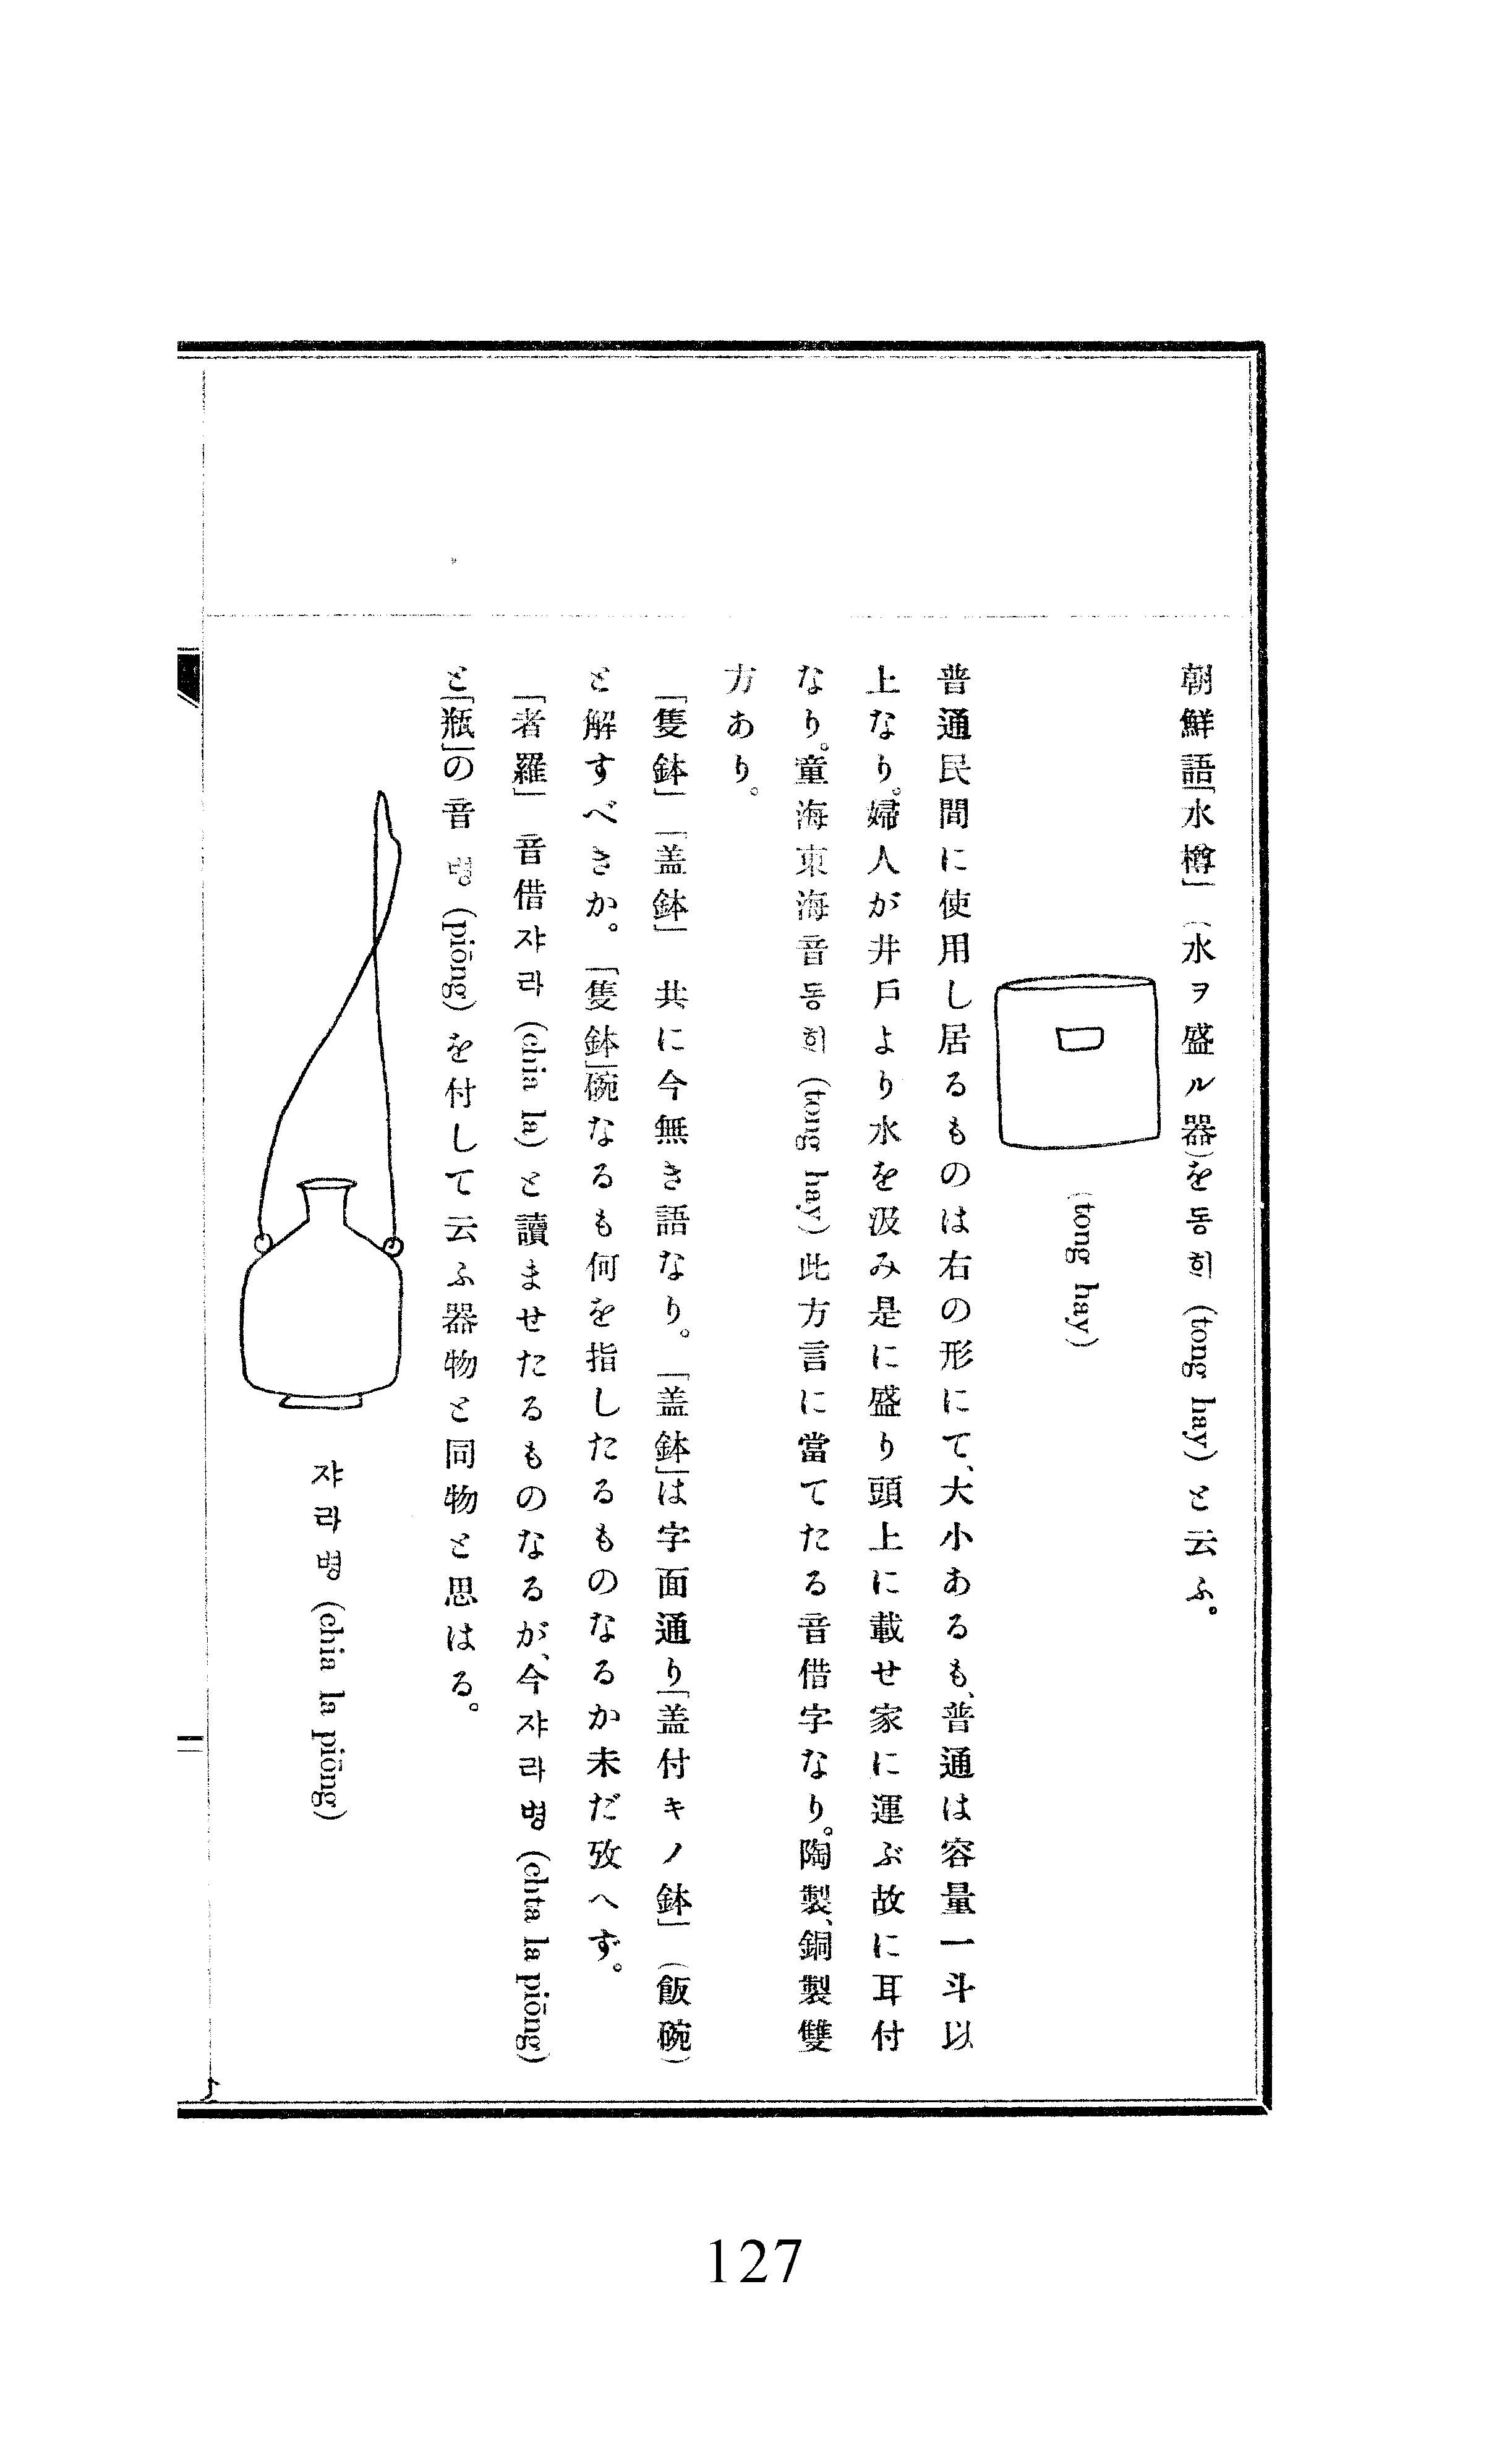 朝鮮語「水樽」(水ヲ盛ル器)を동희 (tong hay) と云ふ。
(tong hay)
普通民間に使用し居るものは右の形にて、大小あるも、普通は容量一斗以
上なり。婦人が井戶より水を汲み是に盛り頭上に載せ家に運ぶ故に耳付
なり。童海東海音동희 (tong hay) 此方言に當てたる音借字なり。陶製、銅製雙
方あり。
「隻鉢」「盖鉢」 共に今無き語なり。「盖鉢」は字面通り「盖付キノ鉢」(飯碗)
と解すべきか。「隻鉢」碗なるも何を指したるものなるか未だ攷へず。
「者羅」 音借쟈라 (chia la) と讀ませたるものなるが、今쟈라병 (chta la piōng)
と「瓶」の音병 (piōng) を付して云ふ器物と同物と思はる。
쟈라병 (chia la piōng)
127